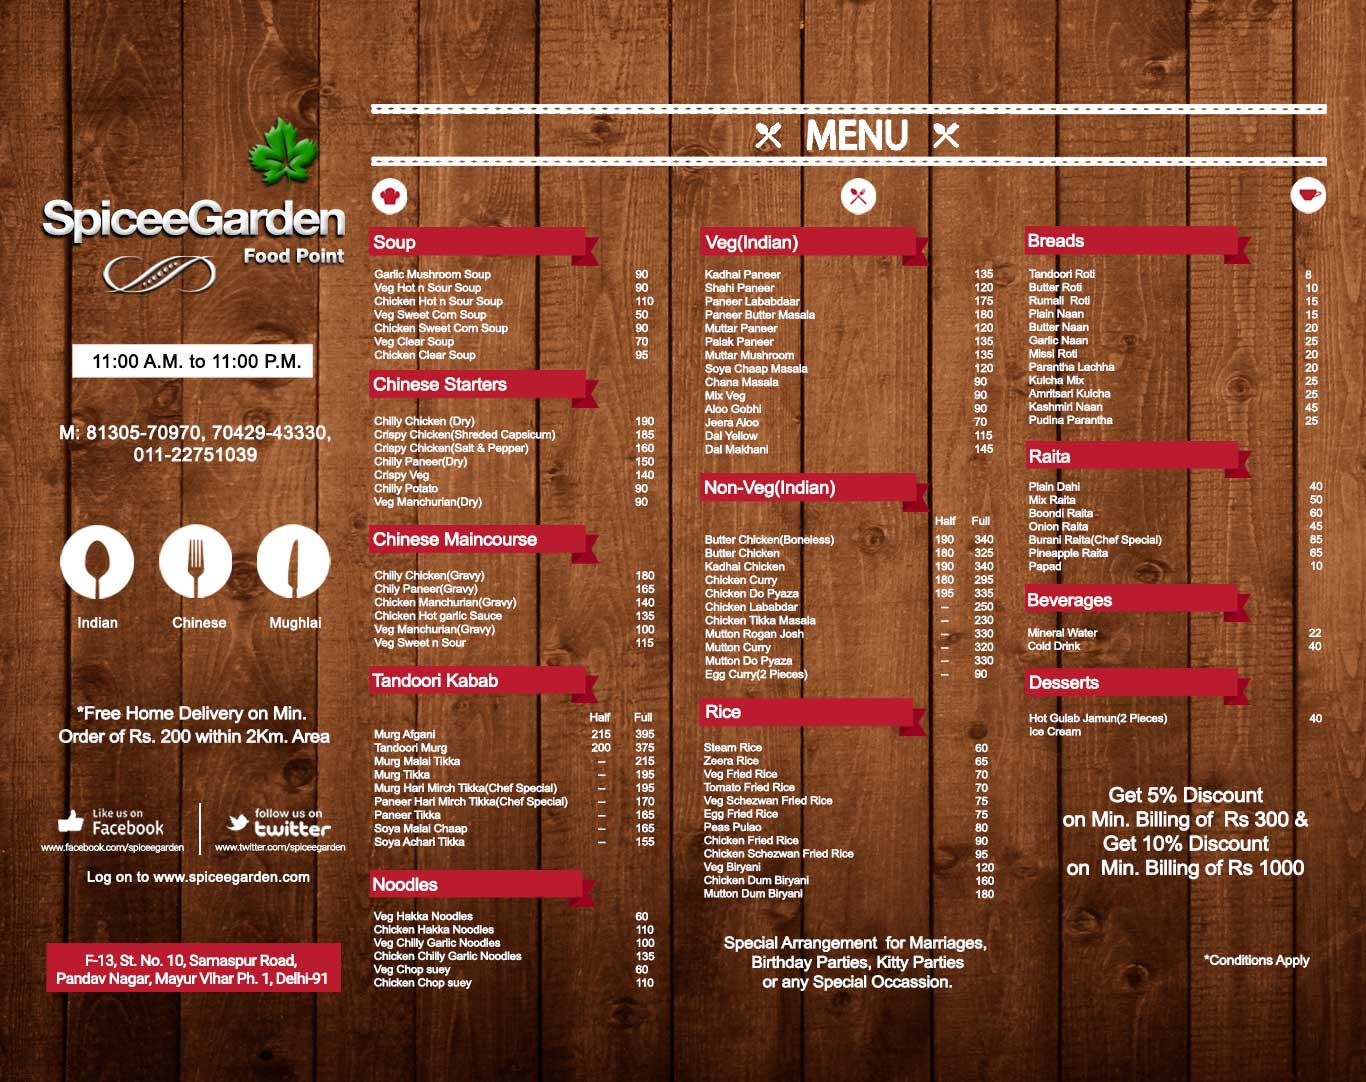 SpiceeGarden
Food Point
11:00 A.M. to 11:00 P.M.
M: 81305-70970, 70429-43330,
011-22751039
Indian Chinese Mughlai
*Free Home Delivery on Min.
Order of Rs. 200 within 2Km. Area
Like us on
Facebook
www.facebook.com/spiceegarden
follow us on
twitter
www.twitter.com/spiceegarden
Log on to www.spiceegarden.com
F-13, St. No. 10, Samaspur Road,
Pandav Nagar, Mayur Vihar Ph. 1, Delhi-91
MENU
Soup
Garlic Mushroom Soup 90
Veg Hot n Sour Soup 90
Chicken Hot n Sour Soup 110
Veg Sweet Corn Soup 50
Chicken Sweet Corn Soup 90
Veg Clear Soup 70
Chicken Clear Soup 95
Chinese Starters
Chilly Chicken (Dry) 190
Crispy Chicken(Shreded Capsicum) 185
Crispy Chicken(Salt & Pepper) 160
Chilly Paneer(Dry) 150
Crispy Veg 140
Chilly Potato 90
Veg Manchurian(Dry) 90
Chinese Maincourse
Chilly Chicken(Gravy) 180
Chily Paneer(Gravy) 165
Chicken Manchurian(Gravy) 140
Chicken Hot garlic Sauce 135
Veg Manchurian(Gravy) 100
Veg Sweet n Sour 115
Tandoori Kabab
Half Full
Murg Afgani 215 395
Tandoori Murg 200 375
Murg Malai Tikka – 215
Murg Tikka – 195
Murg Hari Mirch Tikka(Chef Special) – 195
Paneer Hari Mirch Tikka(Chef Special) – 170
Paneer Tikka – 165
Soya Malai Chaap – 165
Soya Achari Tikka – 155
Noodles
Veg Hakka Noodles 60
Chicken Hakka Noodles 110
Veg Chilly Garlic Noodles 100
Chicken Chilly Garlic Noodles 135
Veg Chop suey 60
Chicken Chop suey 110
Veg(Indian)
Kadhai Paneer 135
Shahi Paneer 120
Paneer Lababdaar 175
Paneer Butter Masala 180
Muttar Paneer 120
Palak Paneer 135
Muttar Mushroom 135
Soya Chaap Masala 120
Chana Masala 90
Mix Veg 90
Aloo Gobhi 90
Jeera Aloo 70
Dal Yellow 115
Dal Makhani 145
Non-Veg(Indian)
Half Full
Butter Chicken(Boneless) 190 340
Butter Chicken 180 325
Kadhai Chicken 190 340
Chicken Curry 180 295
Chicken Do Pyaza 195 335
Chicken Lababdar – 250
Chicken Tikka Masala – 230
Mutton Rogan Josh – 330
Mutton Curry – 320
Mutton Do Pyaza – 330
Egg Curry(2 Pieces) – 90
Rice
Steam Rice 60
Zeera Rice 65
Veg Fried Rice 70
Tomato Fried Rice 70
Veg Schezwan Fried Rice 75
Egg Fried Rice 75
Peas Pulao 80
Chicken Fried Rice 90
Chicken Schezwan Fried Rice 95
Veg Biryani 120
Chicken Dum Biryani 160
Mutton Dum Biryani 180
Special Arrangement for Marriages,
Birthday Parties, Kitty Parties
or any Special Occassion.
Breads
Tandoori Roti 8
Butter Roti 10
Rumali Roti 15
Plain Naan 15
Butter Naan 20
Garlic Naan 25
Missi Roti 20
Parantha Lachha 20
Kulcha Mix 25
Amritsari Kulcha 25
Kashmiri Naan 45
Pudina Parantha 25
Raita
Plain Dahi 40
Mix Raita 50
Boondi Raita 60
Onion Raita 45
Burani Raita(Chef Special) 85
Pineapple Raita 65
Papad 10
Beverages
Mineral Water 22
Cold Drink 40
Desserts
Hot Gulab Jamun(2 Pieces) 40
Ice Cream
Get 5% Discount
on Min. Billing of Rs 300 &
Get 10% Discount
on Min. Billing of Rs 1000
*Conditions Apply